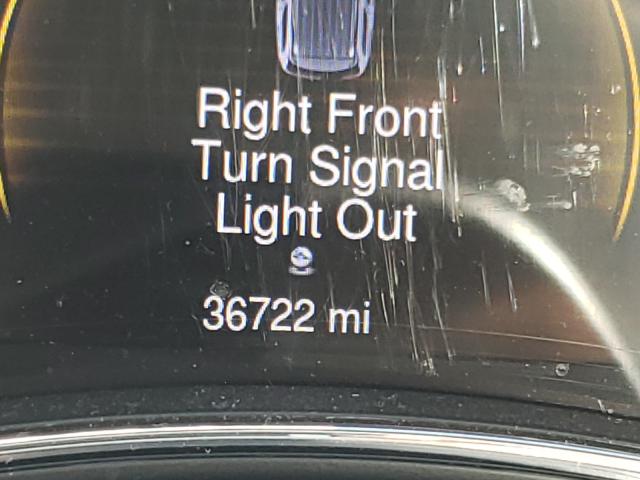 Right Front
Turn Signal
Light Out
36722 mi